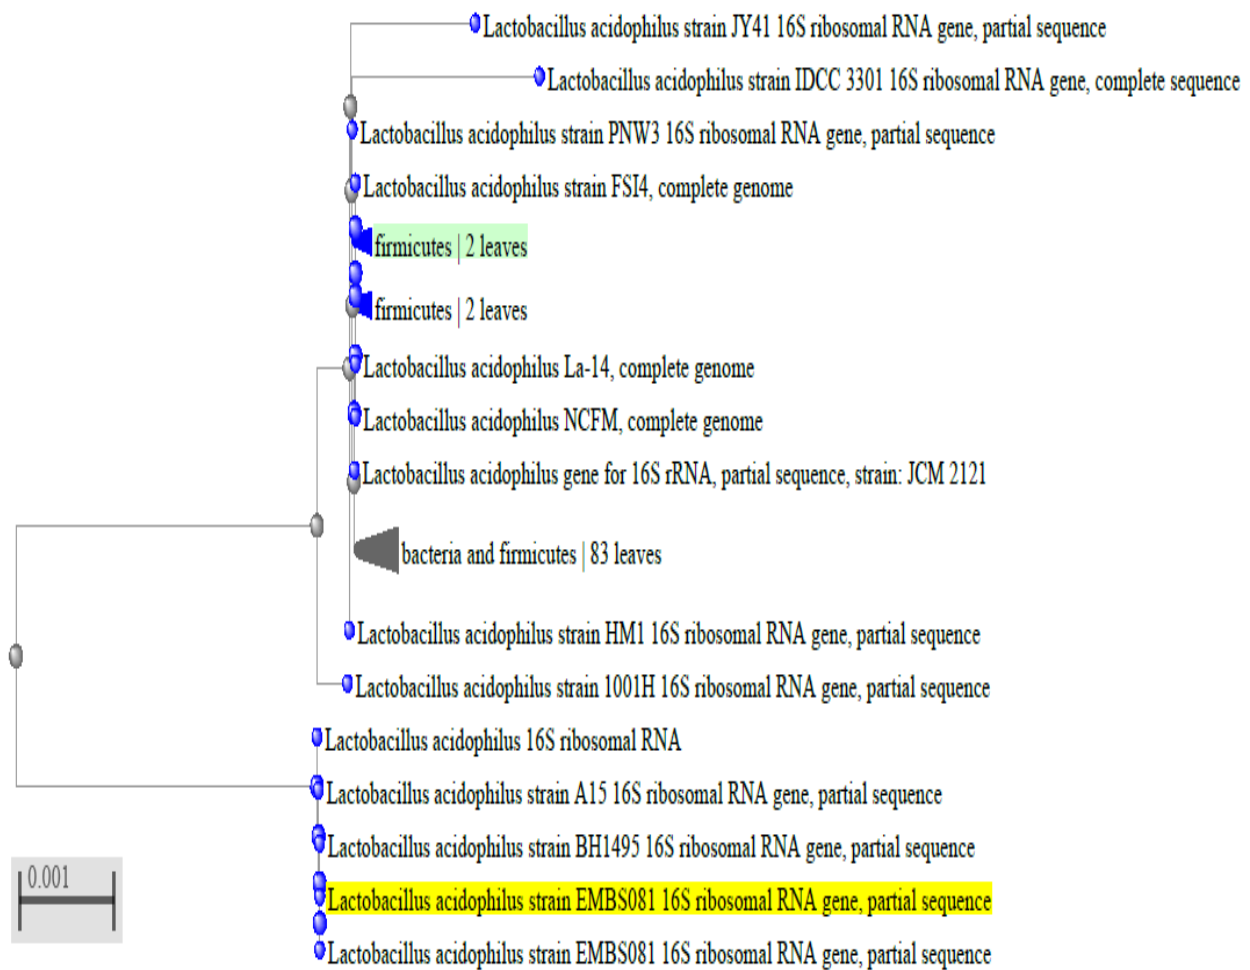 Lactobacillus acidophilus strain JY41 16S ribosomal RNA gene, partial sequence
Lactobacillus acidophilus strain IDCC 3301 16S ribosomal RNA gene, complete sequence
Lactobacillus acidophilus strain PNW3 16S ribosomal RNA gene, partial sequence
Lactobacillus acidophilus strain FSI4, complete genome
firmicutes | 2 leaves
firmicutes | 2 leaves
Lactobacillus acidophilus La-14, complete genome
Lactobacillus acidophilus NCFM, complete genome
Lactobacillus acidophilus gene for 16S rRNA, partial sequence, strain: JCM 2121
bacteria and firmicutes | 83 leaves
Lactobacillus acidophilus strain HM1 16S ribosomal RNA gene, partial sequence
Lactobacillus acidophilus strain 1001H 16S ribosomal RNA gene, partial sequence
Lactobacillus acidophilus 16S ribosomal RNA
Lactobacillus acidophilus strain A15 16S ribosomal RNA gene, partial sequence
Lactobacillus acidophilus strain BH1495 16S ribosomal RNA gene, partial sequence
0.001
Lactobacillus acidophilus strain EMBS081 16S ribosomal RNA gene, partial sequence
Lactobacillus acidophilus strain EMBS081 16S ribosomal RNA gene, partial sequence